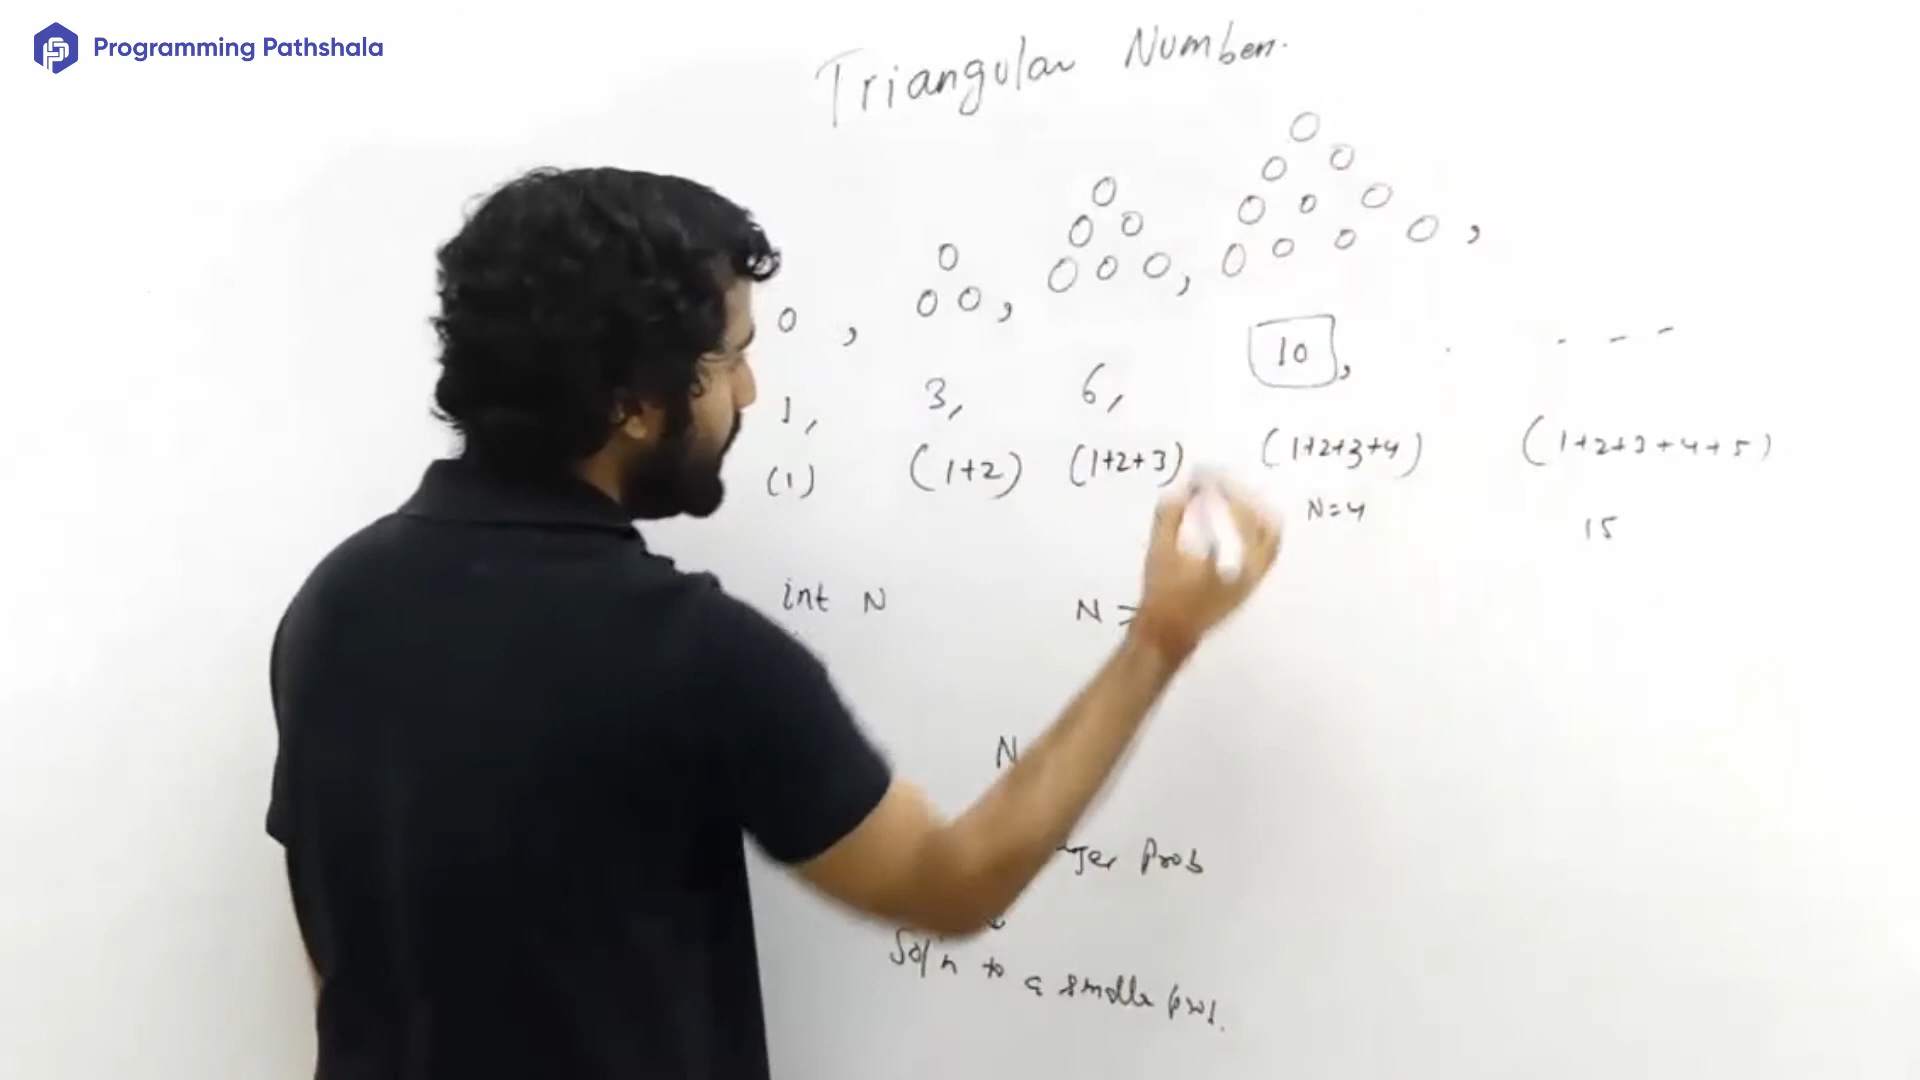 Programming Pathshala
Triangular Number.
1, 3, 6, 10, . - - -
(1) (1+2) (1+2+3) (1+2+3+4) (1+2+3+4+5)
N=4 15
int N N
N
Prob
Sol'n to a smaller prob.